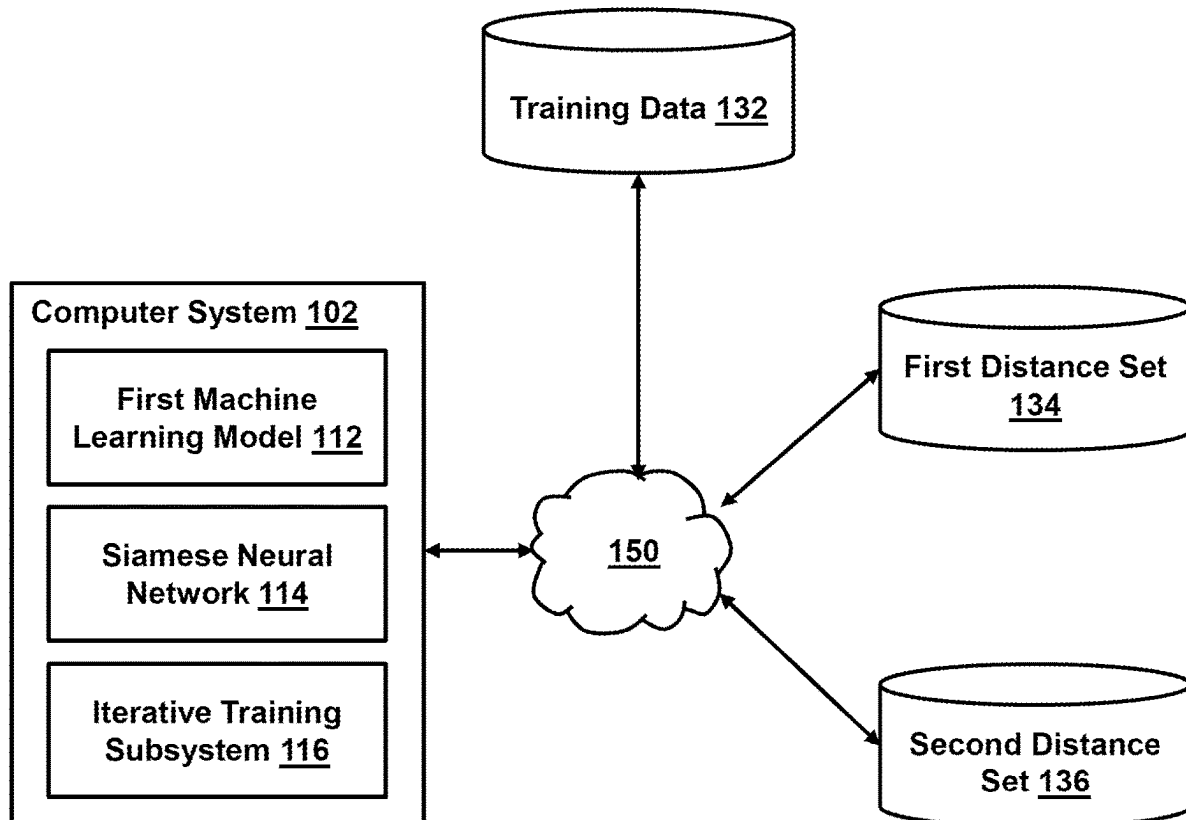 Training Data 132
Computer System 102
First Machine
Learning Model 112
Siamese Neural
Network 114
Iterative Training
Subsystem 116
150
First Distance Set
134
Second Distance
Set 136